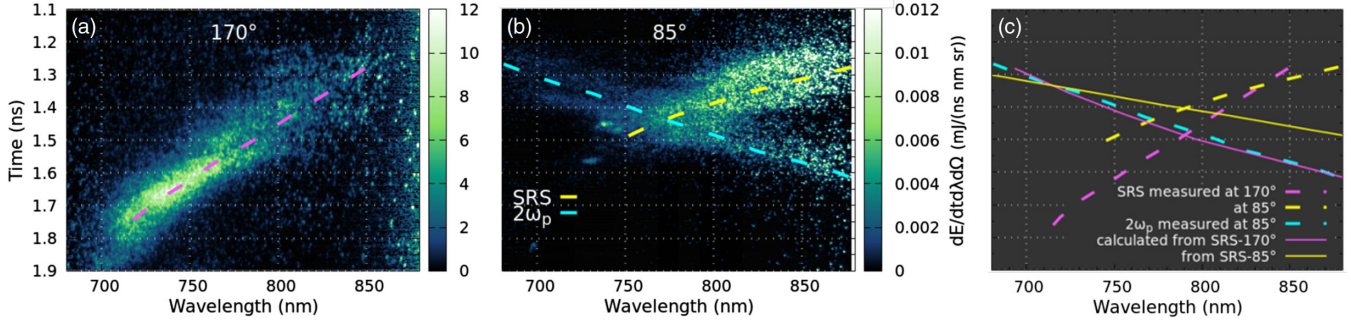 (a)
170°
Time (ns)
1.1
1.2
1.3
1.4
1.5
1.6
1.7
1.8
1.9
700 750 800 850
Wavelength (nm)
12
10
8
6
4
2
0
(b)
85°
SRS
2ωp
700 750 800 850
Wavelength (nm)
0.012
0.01
0.008
0.006
0.004
0.002
0
dE/dtdλdΩ (mJ/(ns nm sr)
(c)
SRS measured at 170°
at 85°
2ωp measured at 85°
calculated from SRS-170°
from SRS-85°
700 750 800 850
Wavelength (nm)